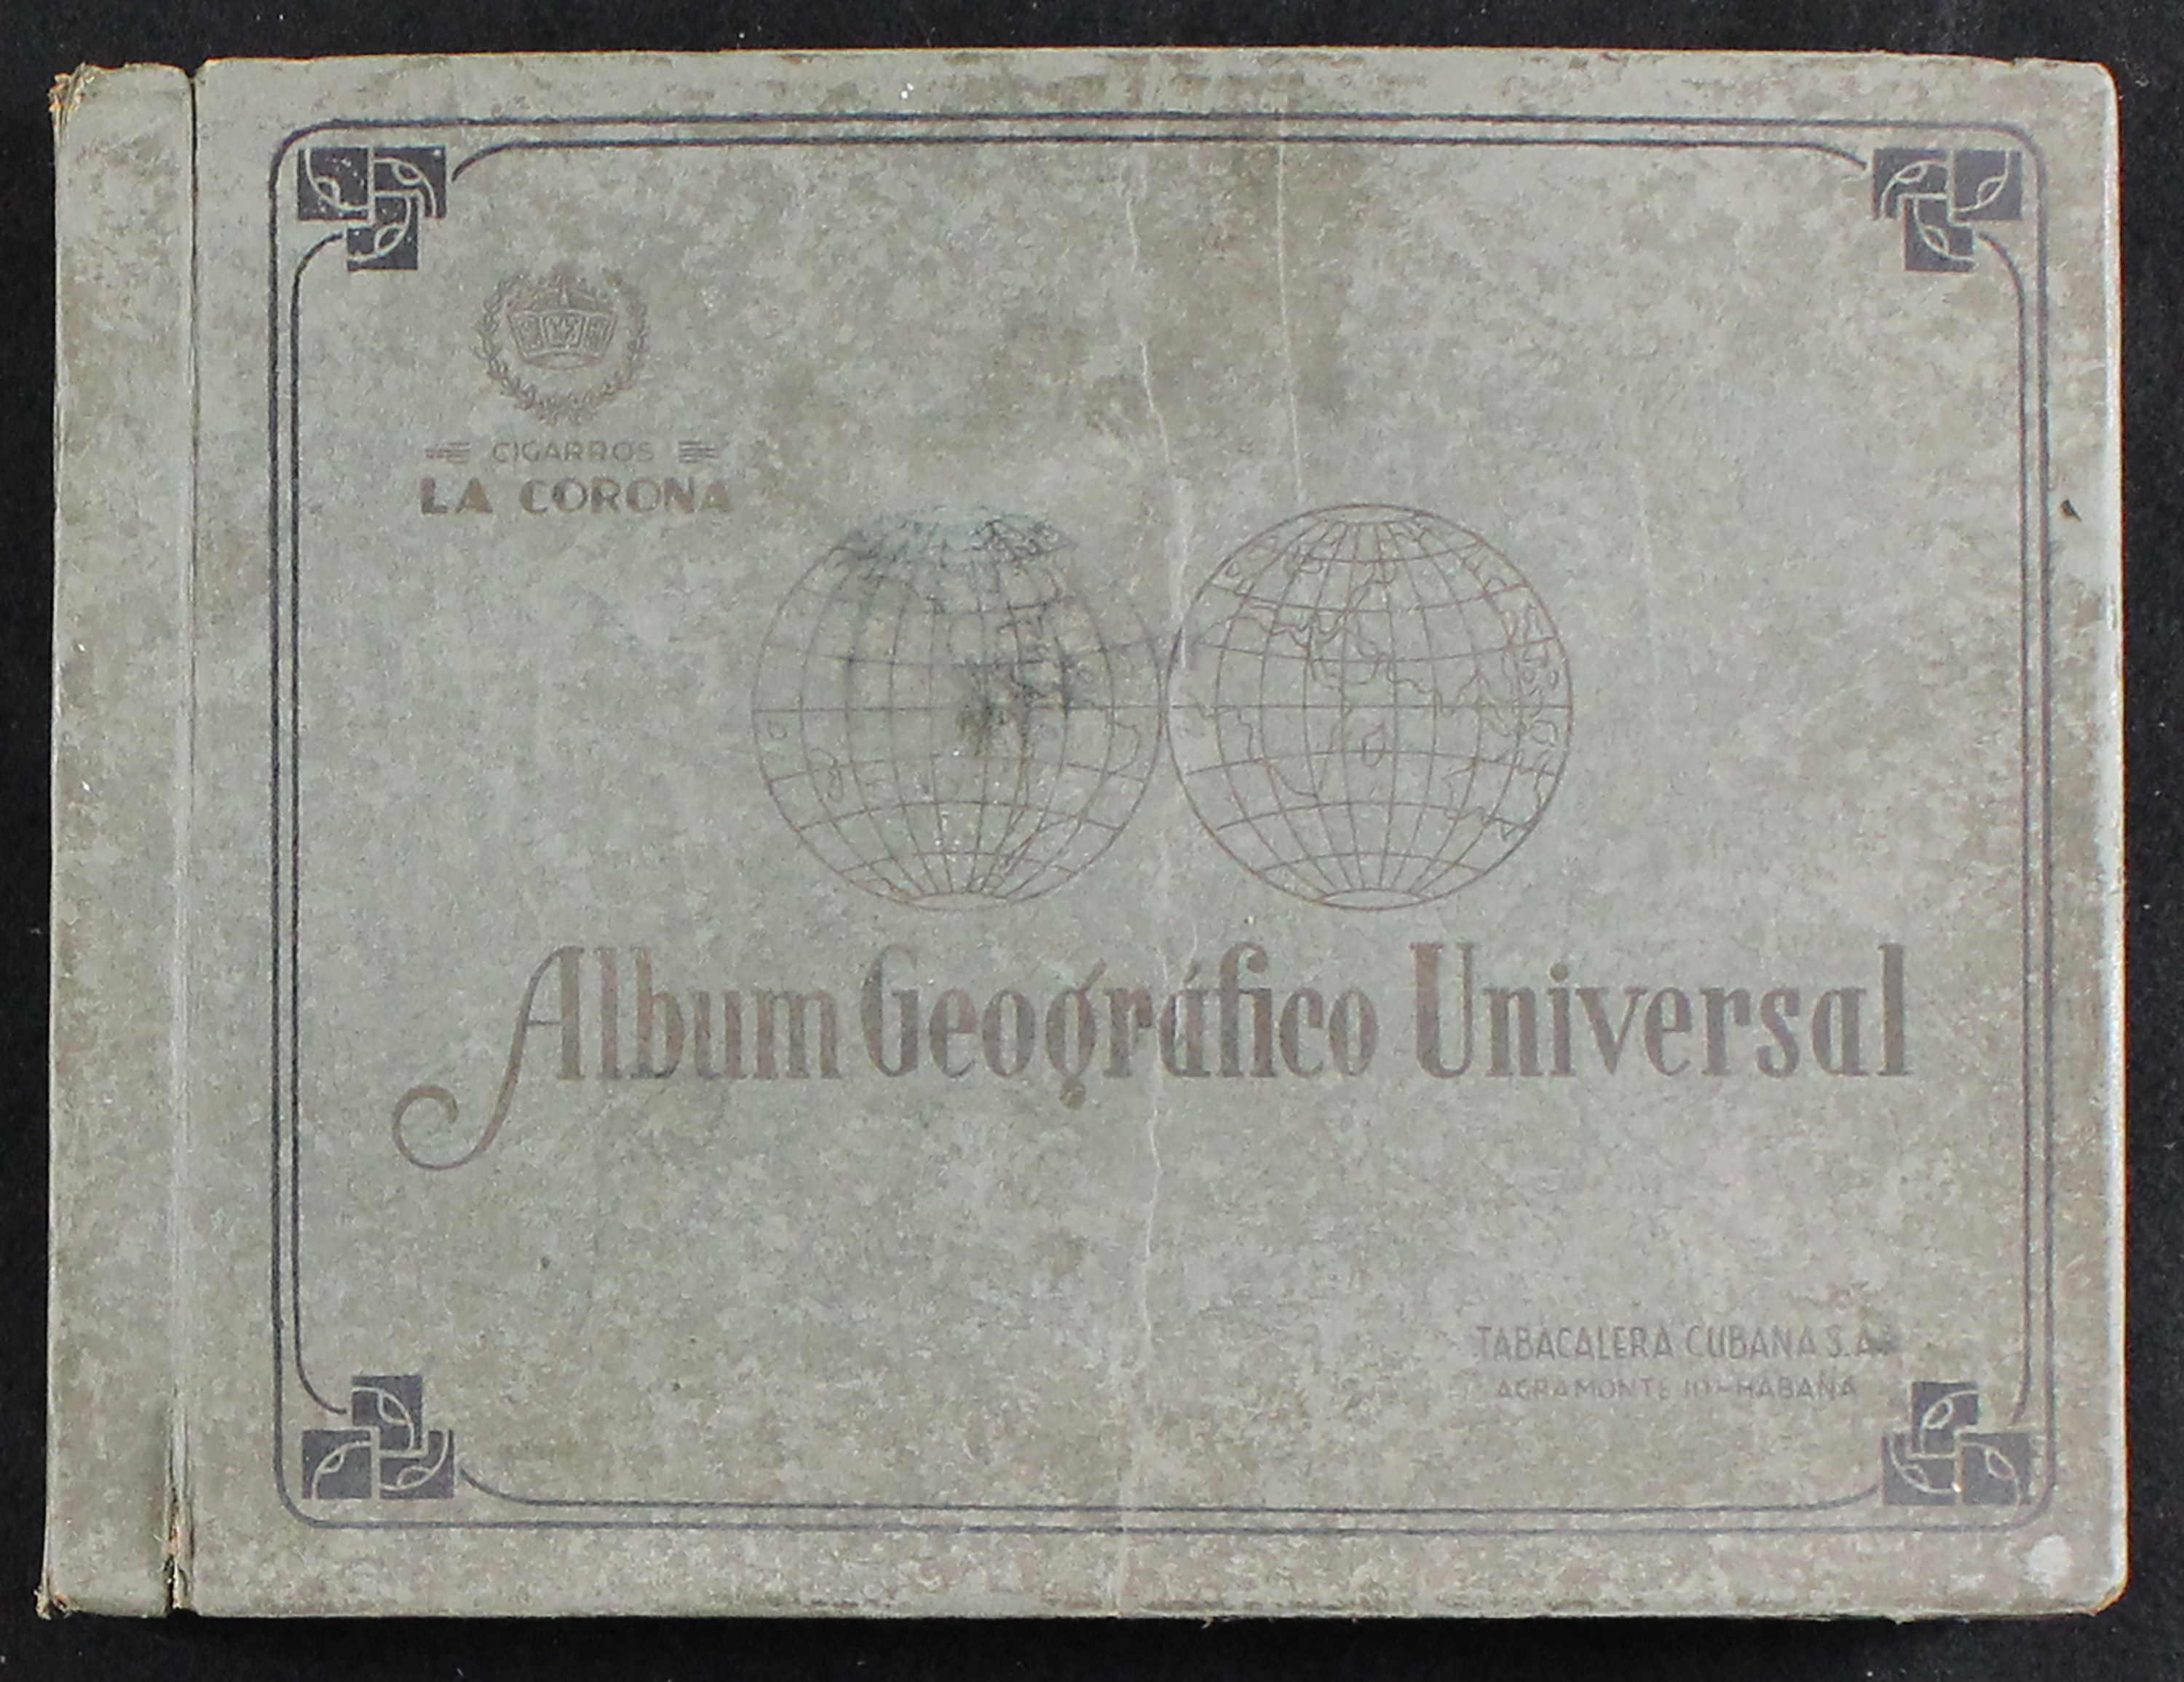 CIGARROS
LA CORONA
Album Geográfico Universal
TABACALERA CUBANA S.A.
AGRAMONTE 10-HABANA